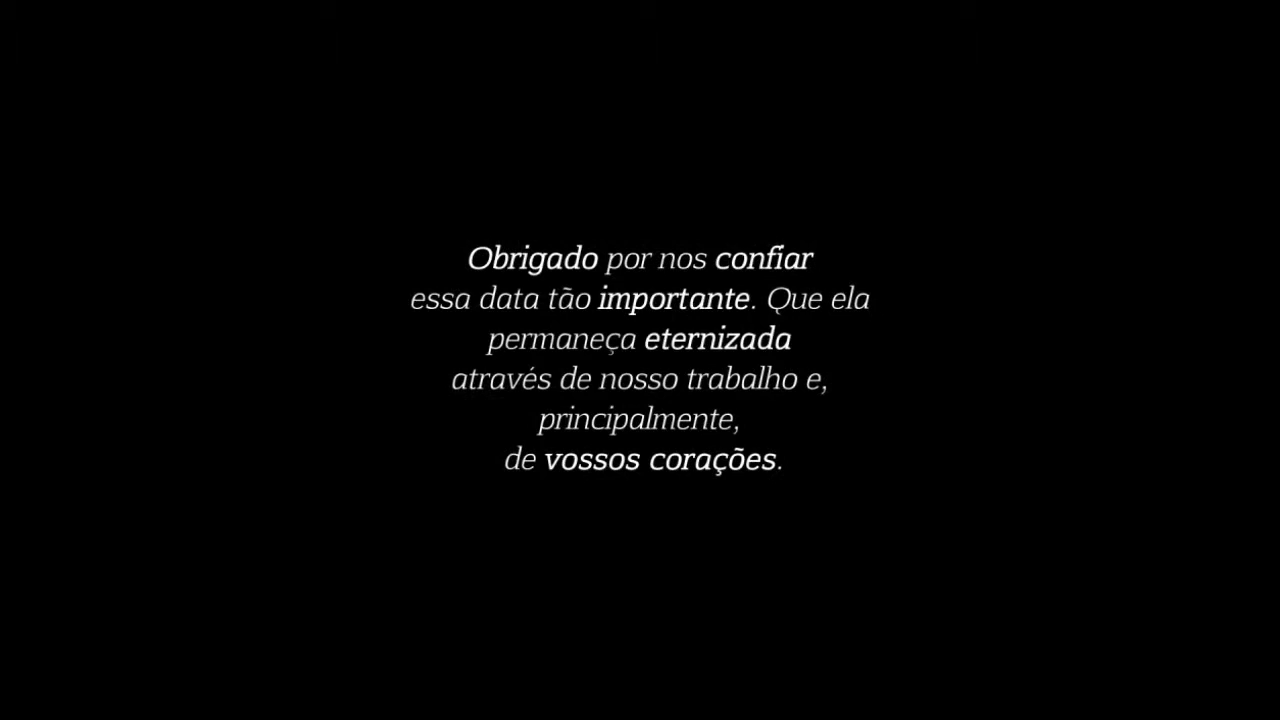 Obrigado por nos confiar
essa data tão importante. Que ela
permaneça eternizada
através de nosso trabalho e,
principalmente,
de vossos corações.